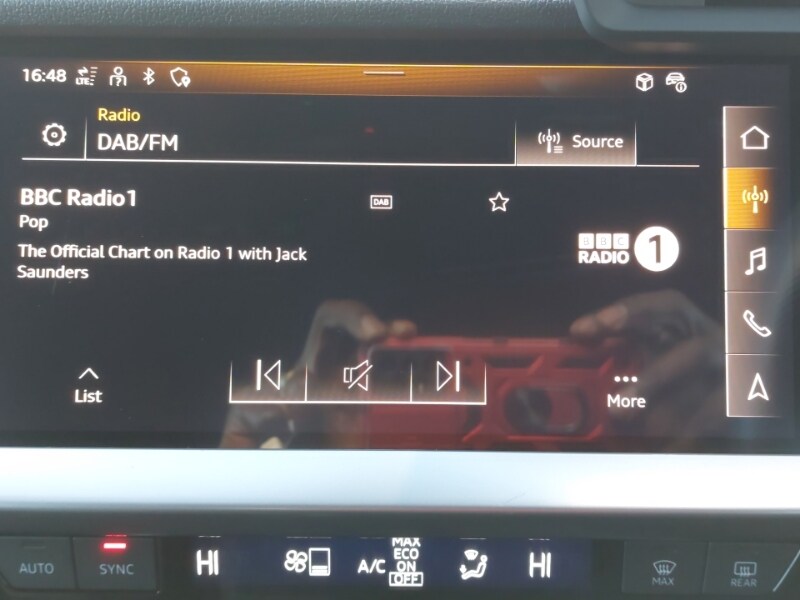 16:48 LTE
Radio
DAB/FM
Source
BBC Radio1
DAB
Pop
The Official Chart on Radio 1 with Jack
Saunders
BBC
RADIO 1
List
More
MAX
HI A/C ECO HI
ON
OFF
AUTO SYNC MAX REAR